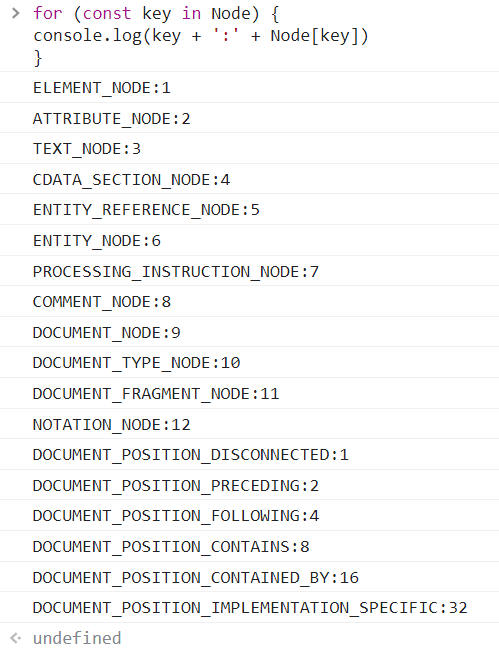 for (const key in Node) {
console.log(key + ':' + Node[key])
}
ELEMENT_NODE:1
ATTRIBUTE_NODE:2
TEXT_NODE:3
CDATA_SECTION_NODE:4
ENTITY_REFERENCE_NODE:5
ENTITY_NODE:6
PROCESSING_INSTRUCTION_NODE:7
COMMENT_NODE:8
DOCUMENT_NODE:9
DOCUMENT_TYPE_NODE:10
DOCUMENT_FRAGMENT_NODE:11
NOTATION_NODE:12
DOCUMENT_POSITION_DISCONNECTED:1
DOCUMENT_POSITION_PRECEDING:2
DOCUMENT_POSITION_FOLLOWING:4
DOCUMENT_POSITION_CONTAINS:8
DOCUMENT_POSITION_CONTAINED_BY:16
DOCUMENT_POSITION_IMPLEMENTATION_SPECIFIC:32
undefined